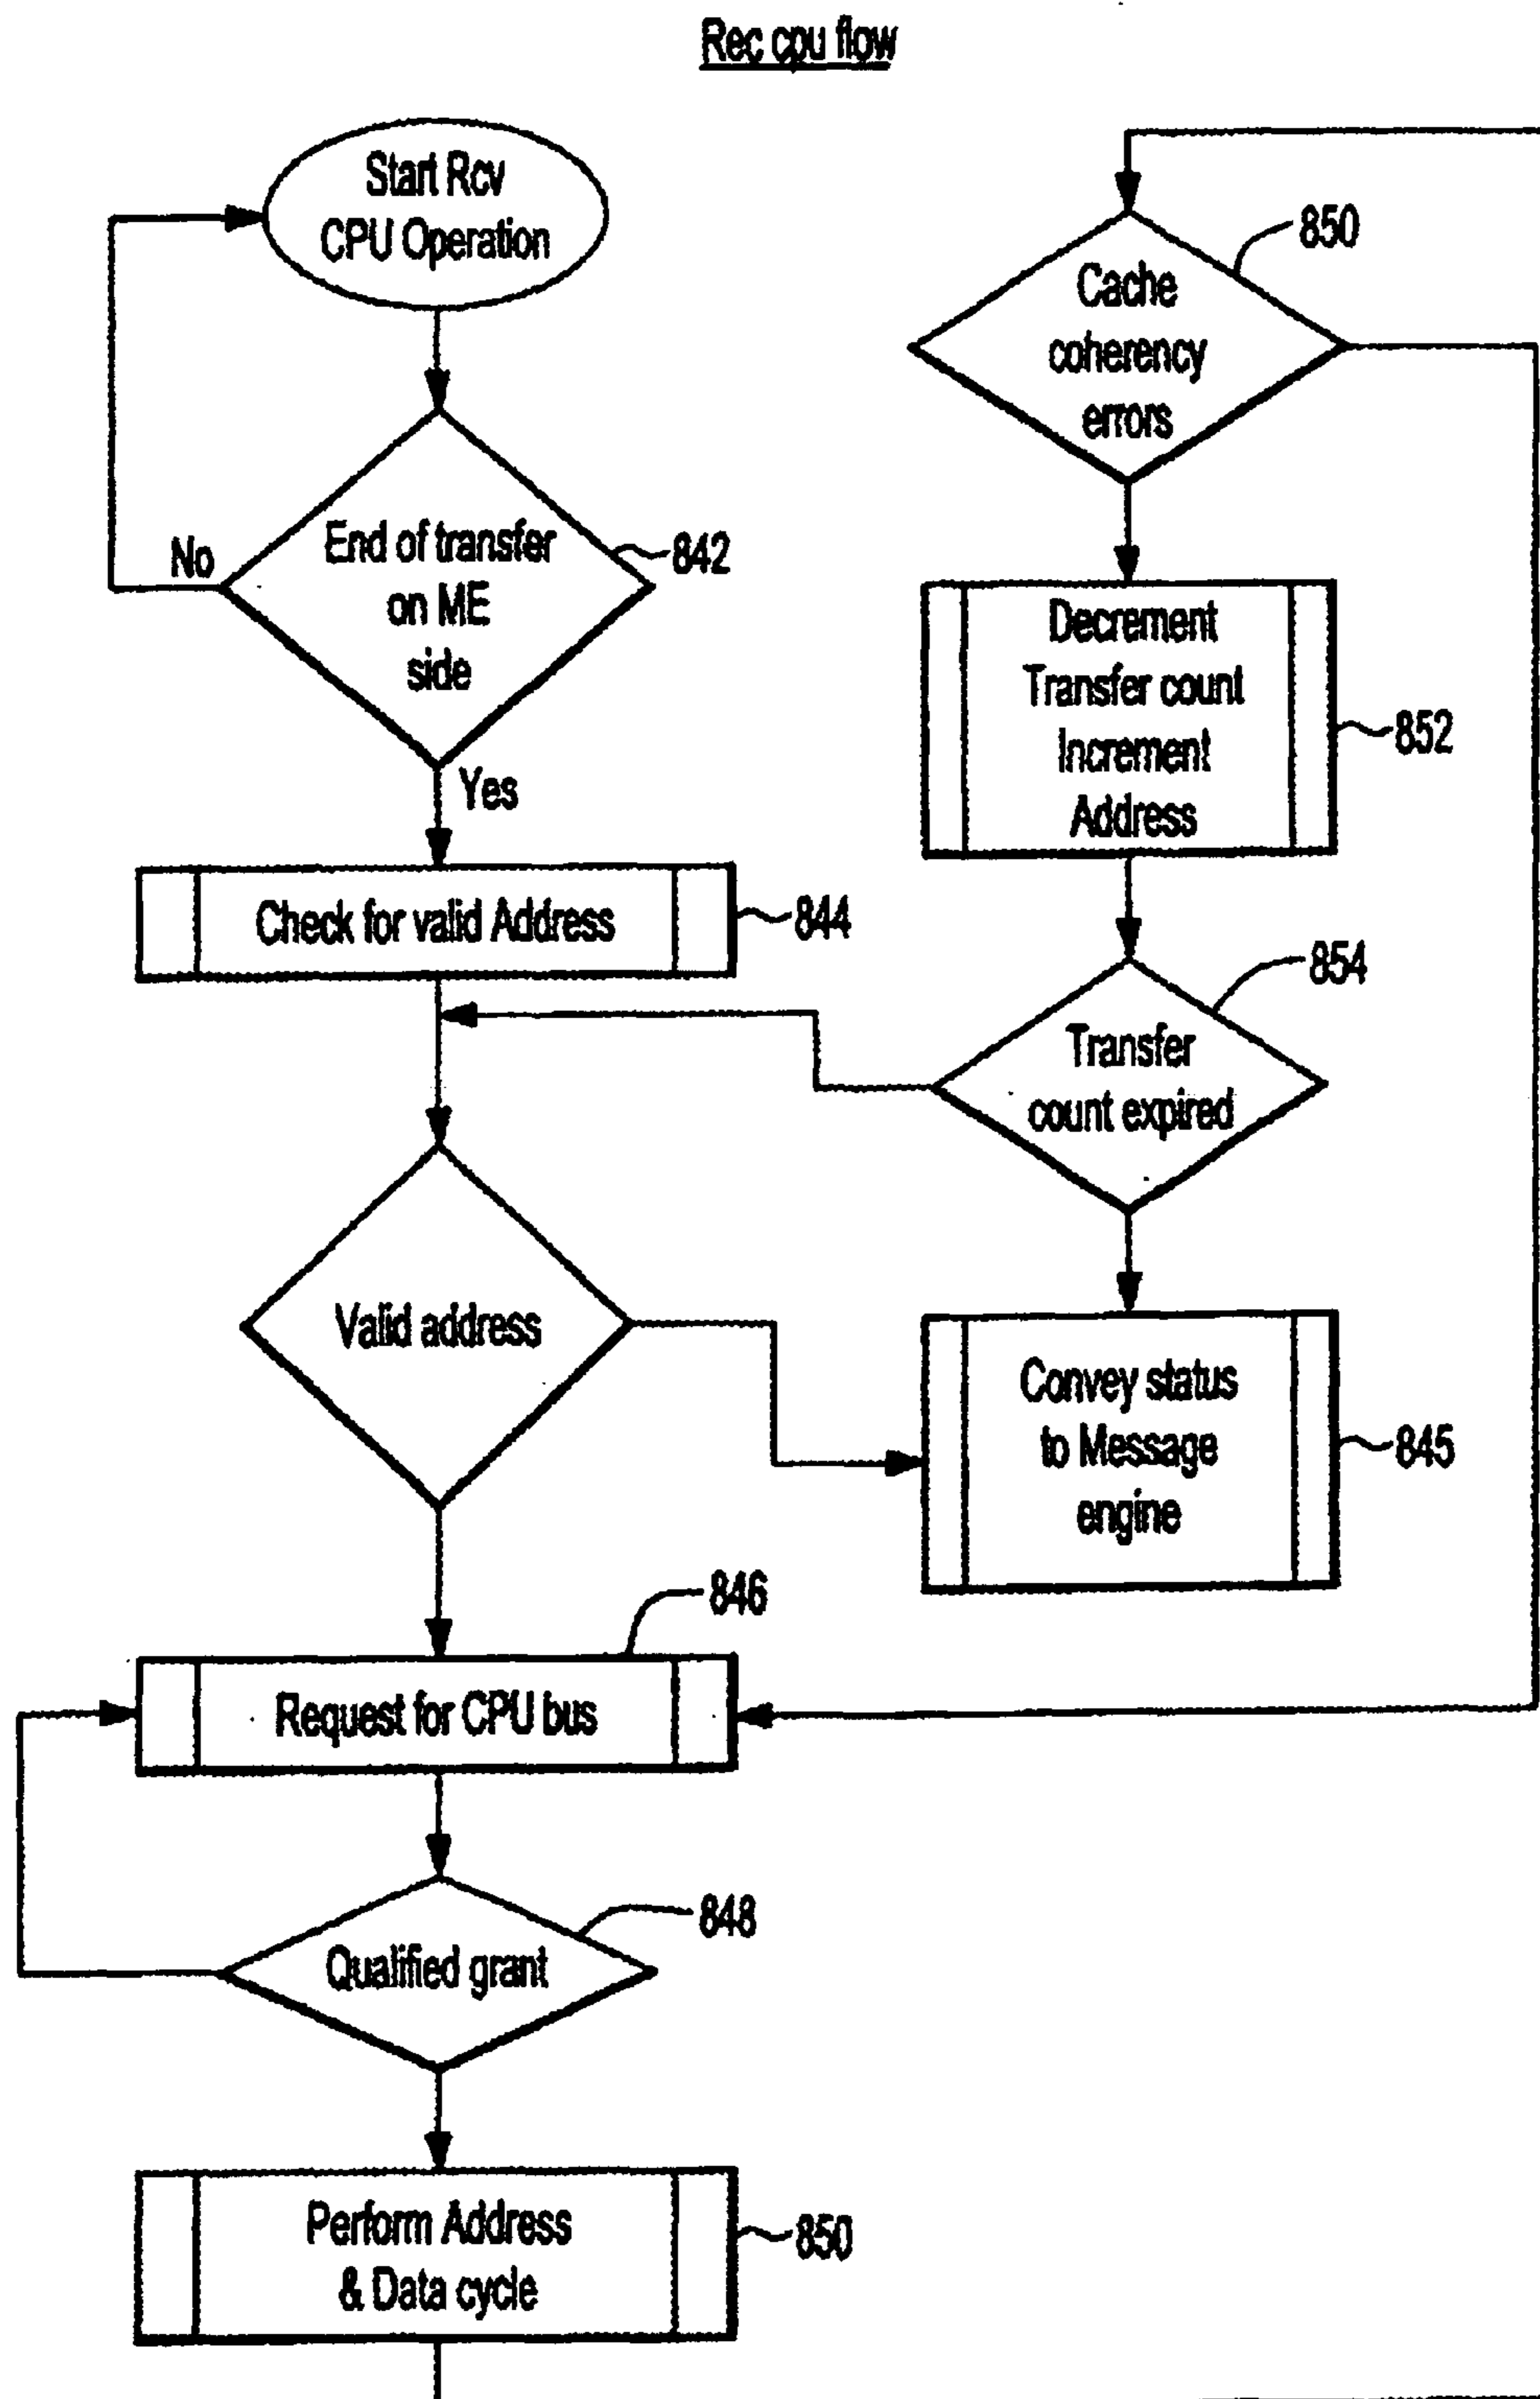 Rec cpu flow
Start Rcv
CPU Operation
No
End of transfer
on ME
side
842
Yes
Check for valid Address
844
Valid address
Request for CPU bus
846
Qualified grant
848
Perform Address
& Data cycle
850
Cache
coherency
errors
850
Decrement
Transfer count
Increment
Address
852
Transfer
count expired
854
Convey status
to Message
engine
845